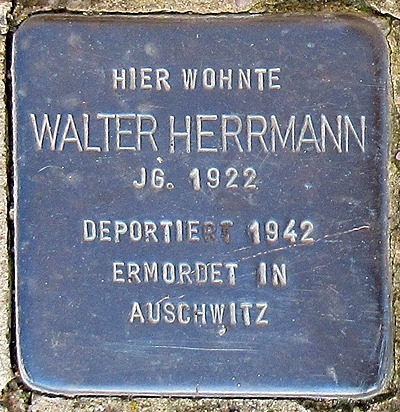 HIER WOHNTE
WALTER HERRMANN
JG. 1922
DEPORTIERT 1942
ERMORDET IN
AUSCHWITZ